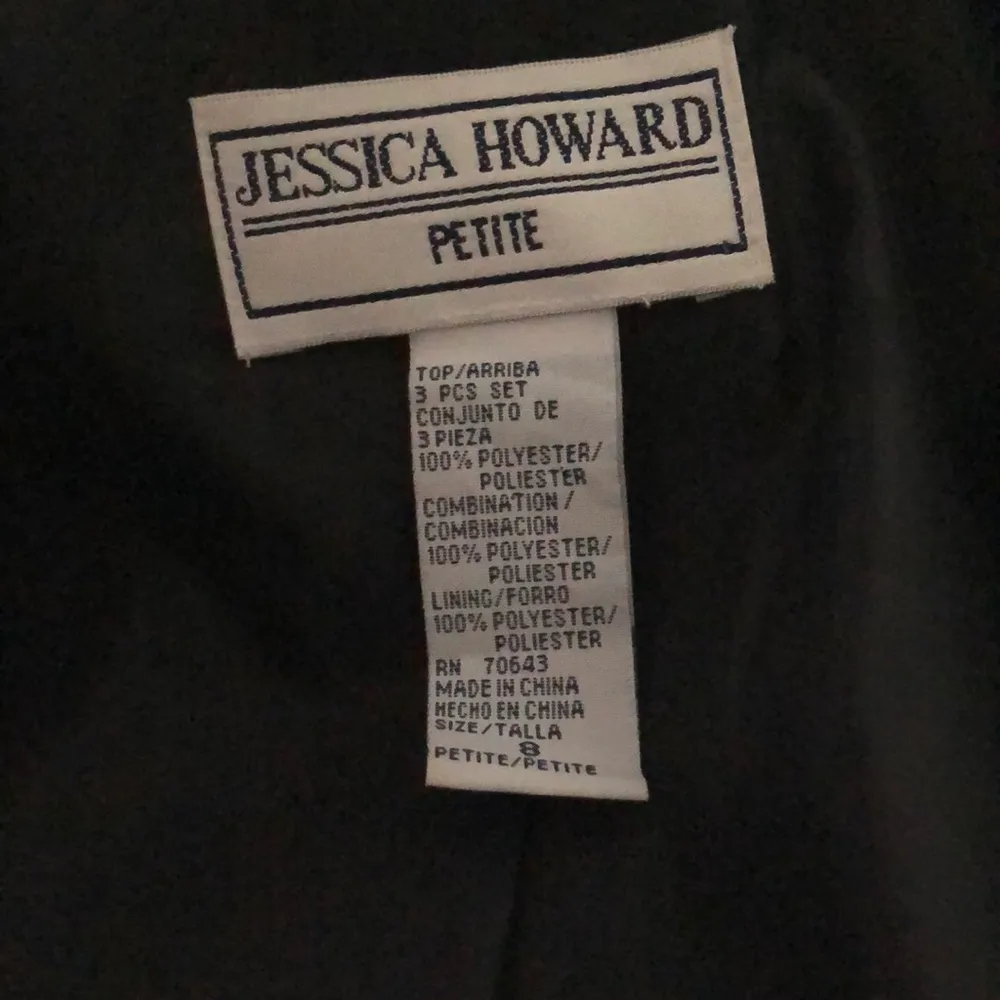 JESSICA HOWARD
PETITE
TOP/ARRIBA
3 PCS SET
CONJUNTO DE
3 PIEZA
100% POLYESTER/
POLIESTER
COMBINATION/
COMBINACION
100% POLYESTER/
POLIESTER
LINING/FORRO
100% POLYESTER/
POLIESTER
RN 70643
MADE IN CHINA
HECHO EN CHINA
SIZE/TALLA
8
PETITE/PETITE